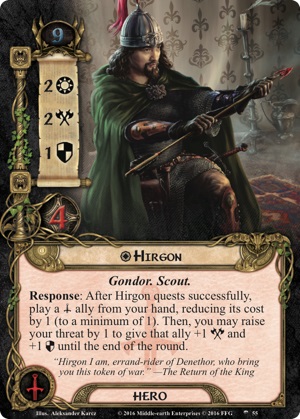 9
2
2
1
4
Hirgon
Gondor. Scout.
Response: After Hirgon quests successfully,
play a ally from your hand, reducing its cost
by 1 (to a minimum of 1). Then, you may raise
your threat by 1 to give that ally +1 and
+1 until the end of the round.
“Hirgon I am, errand-rider of Denethor, who bring
you this token of war.” —The Return of the King
HERO
Illus. Aleksander Karcz © 2016 Middle-earth Enterprises © 2016 FFG 55